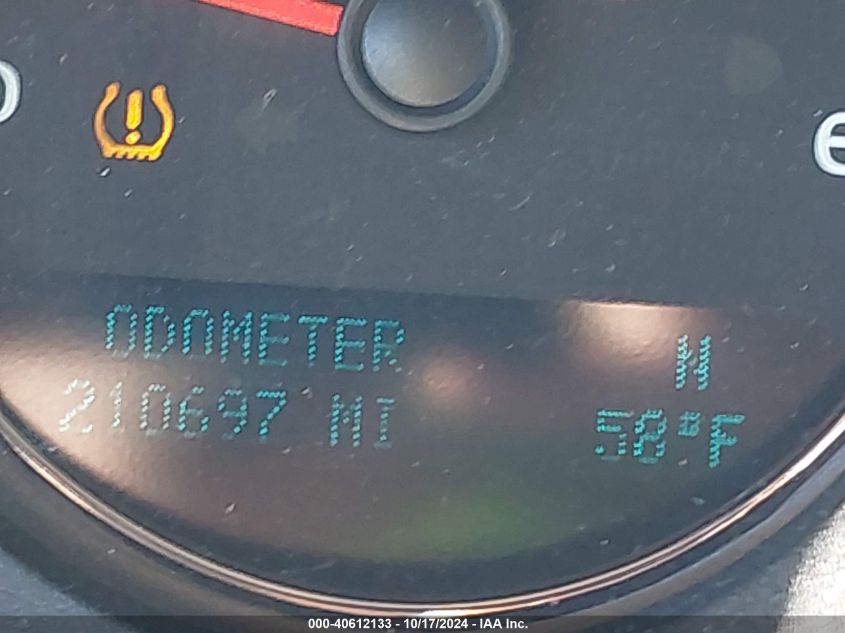 ODOMETER
N
210697 MI
58°F
000-40612133 - 10/17/2024 - IAA Inc.